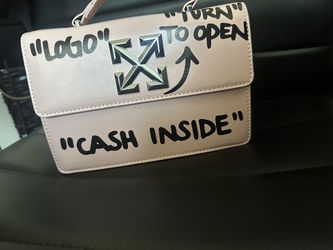 "LOGO"
"TURN"
TO OPEN
"CASH INSIDE"